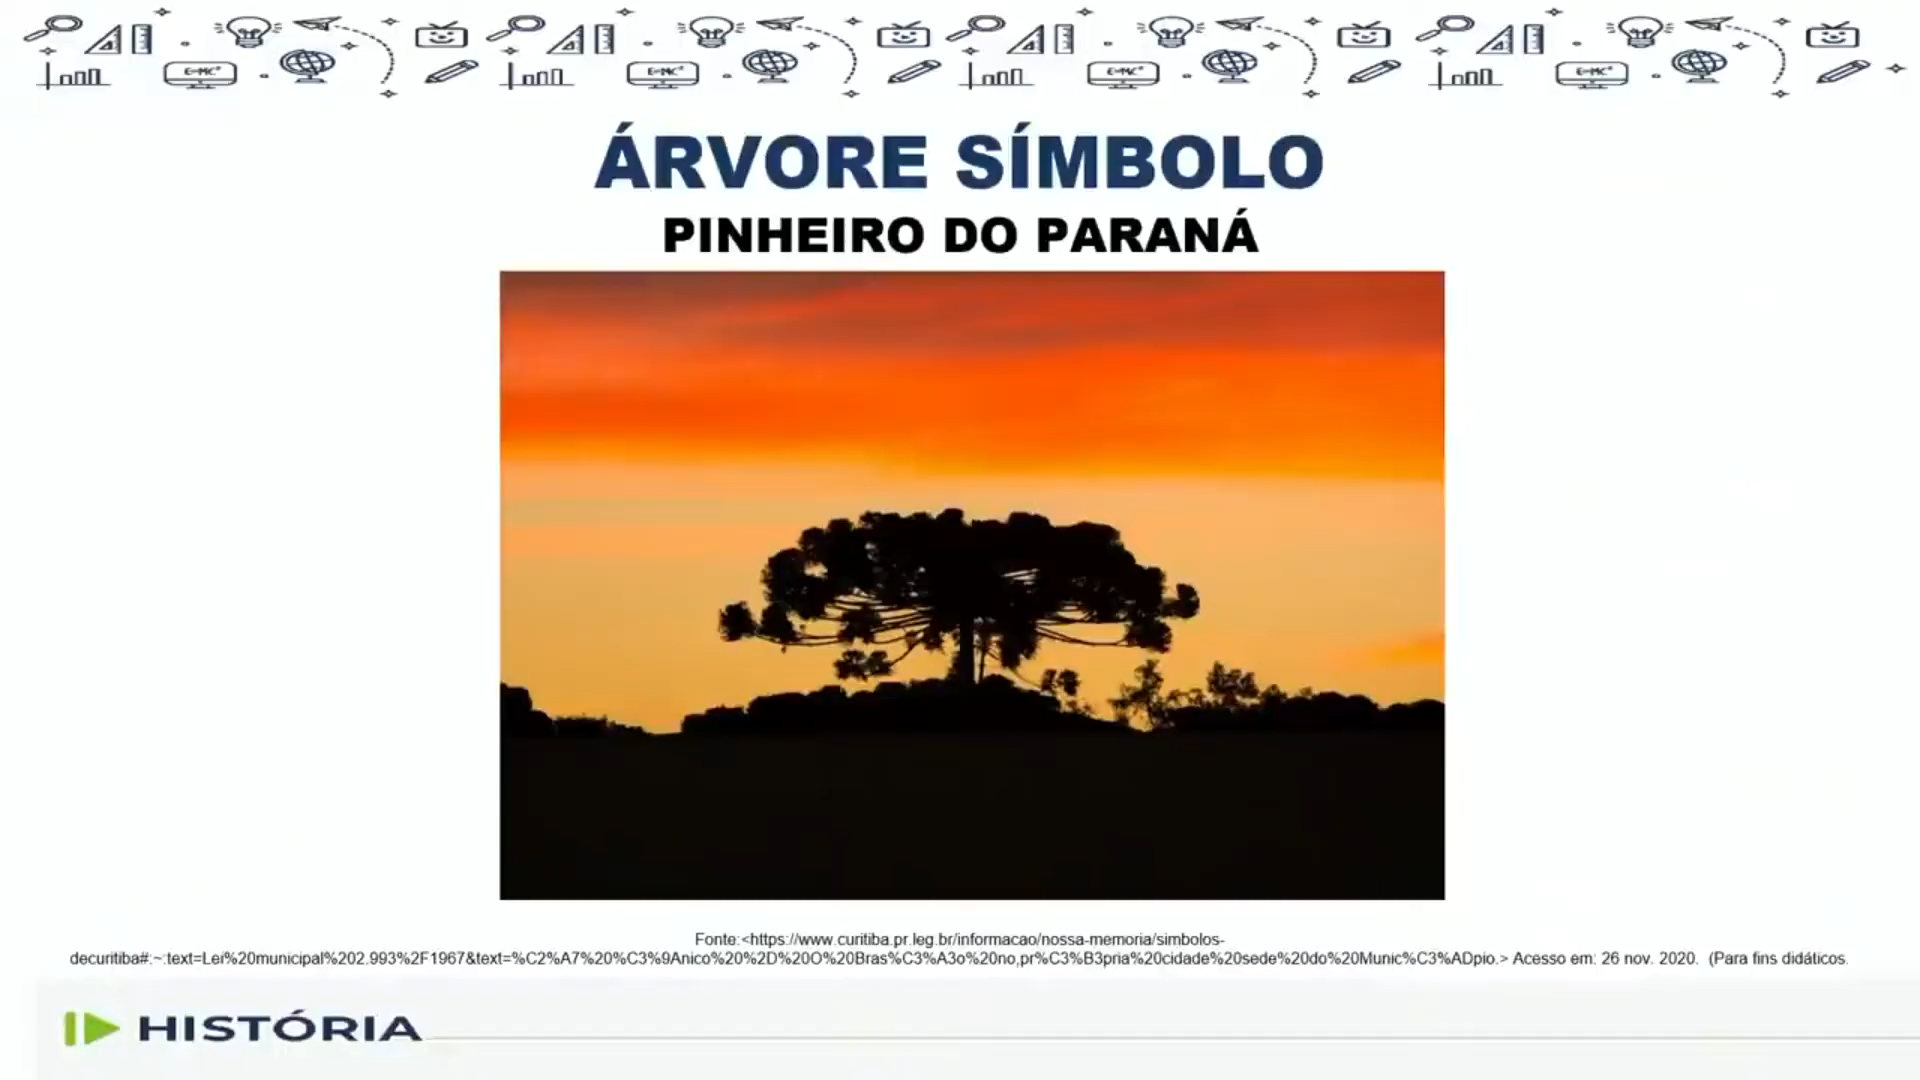 ÁRVORE SÍMBOLO
PINHEIRO DO PARANÁ
Fonte:<https://www.curitiba.pr.leg.br/informacao/nossa-memoria/simbolos-
decuritiba#:~:text=Lei%20municipal%202.993%2F1967&text=%C2%A7%20%C3%9Anico%20%2D%20O%20Bras%C3%A3o%20no,pr%C3%B3pria%20cidade%20sede%20do%20Munic%C3%ADpio.> Acesso em: 26 nov. 2020. (Para fins didáticos.
HISTÓRIA